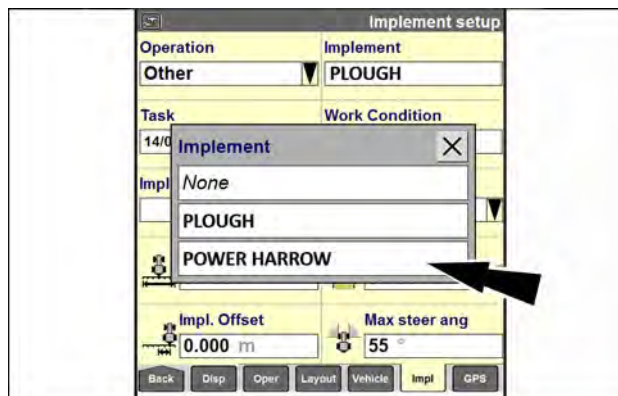 Implement setup
Operation
Implement
Other
PLOUGH
Task
Work Condition
14/0
Implement
None
Impl
PLOUGH
POWER HARROW
Impl. Offset
Max steer ang
0.000 m
55 °
Back
Disp
Oper
Layout
Vehicle
Impl
GPS